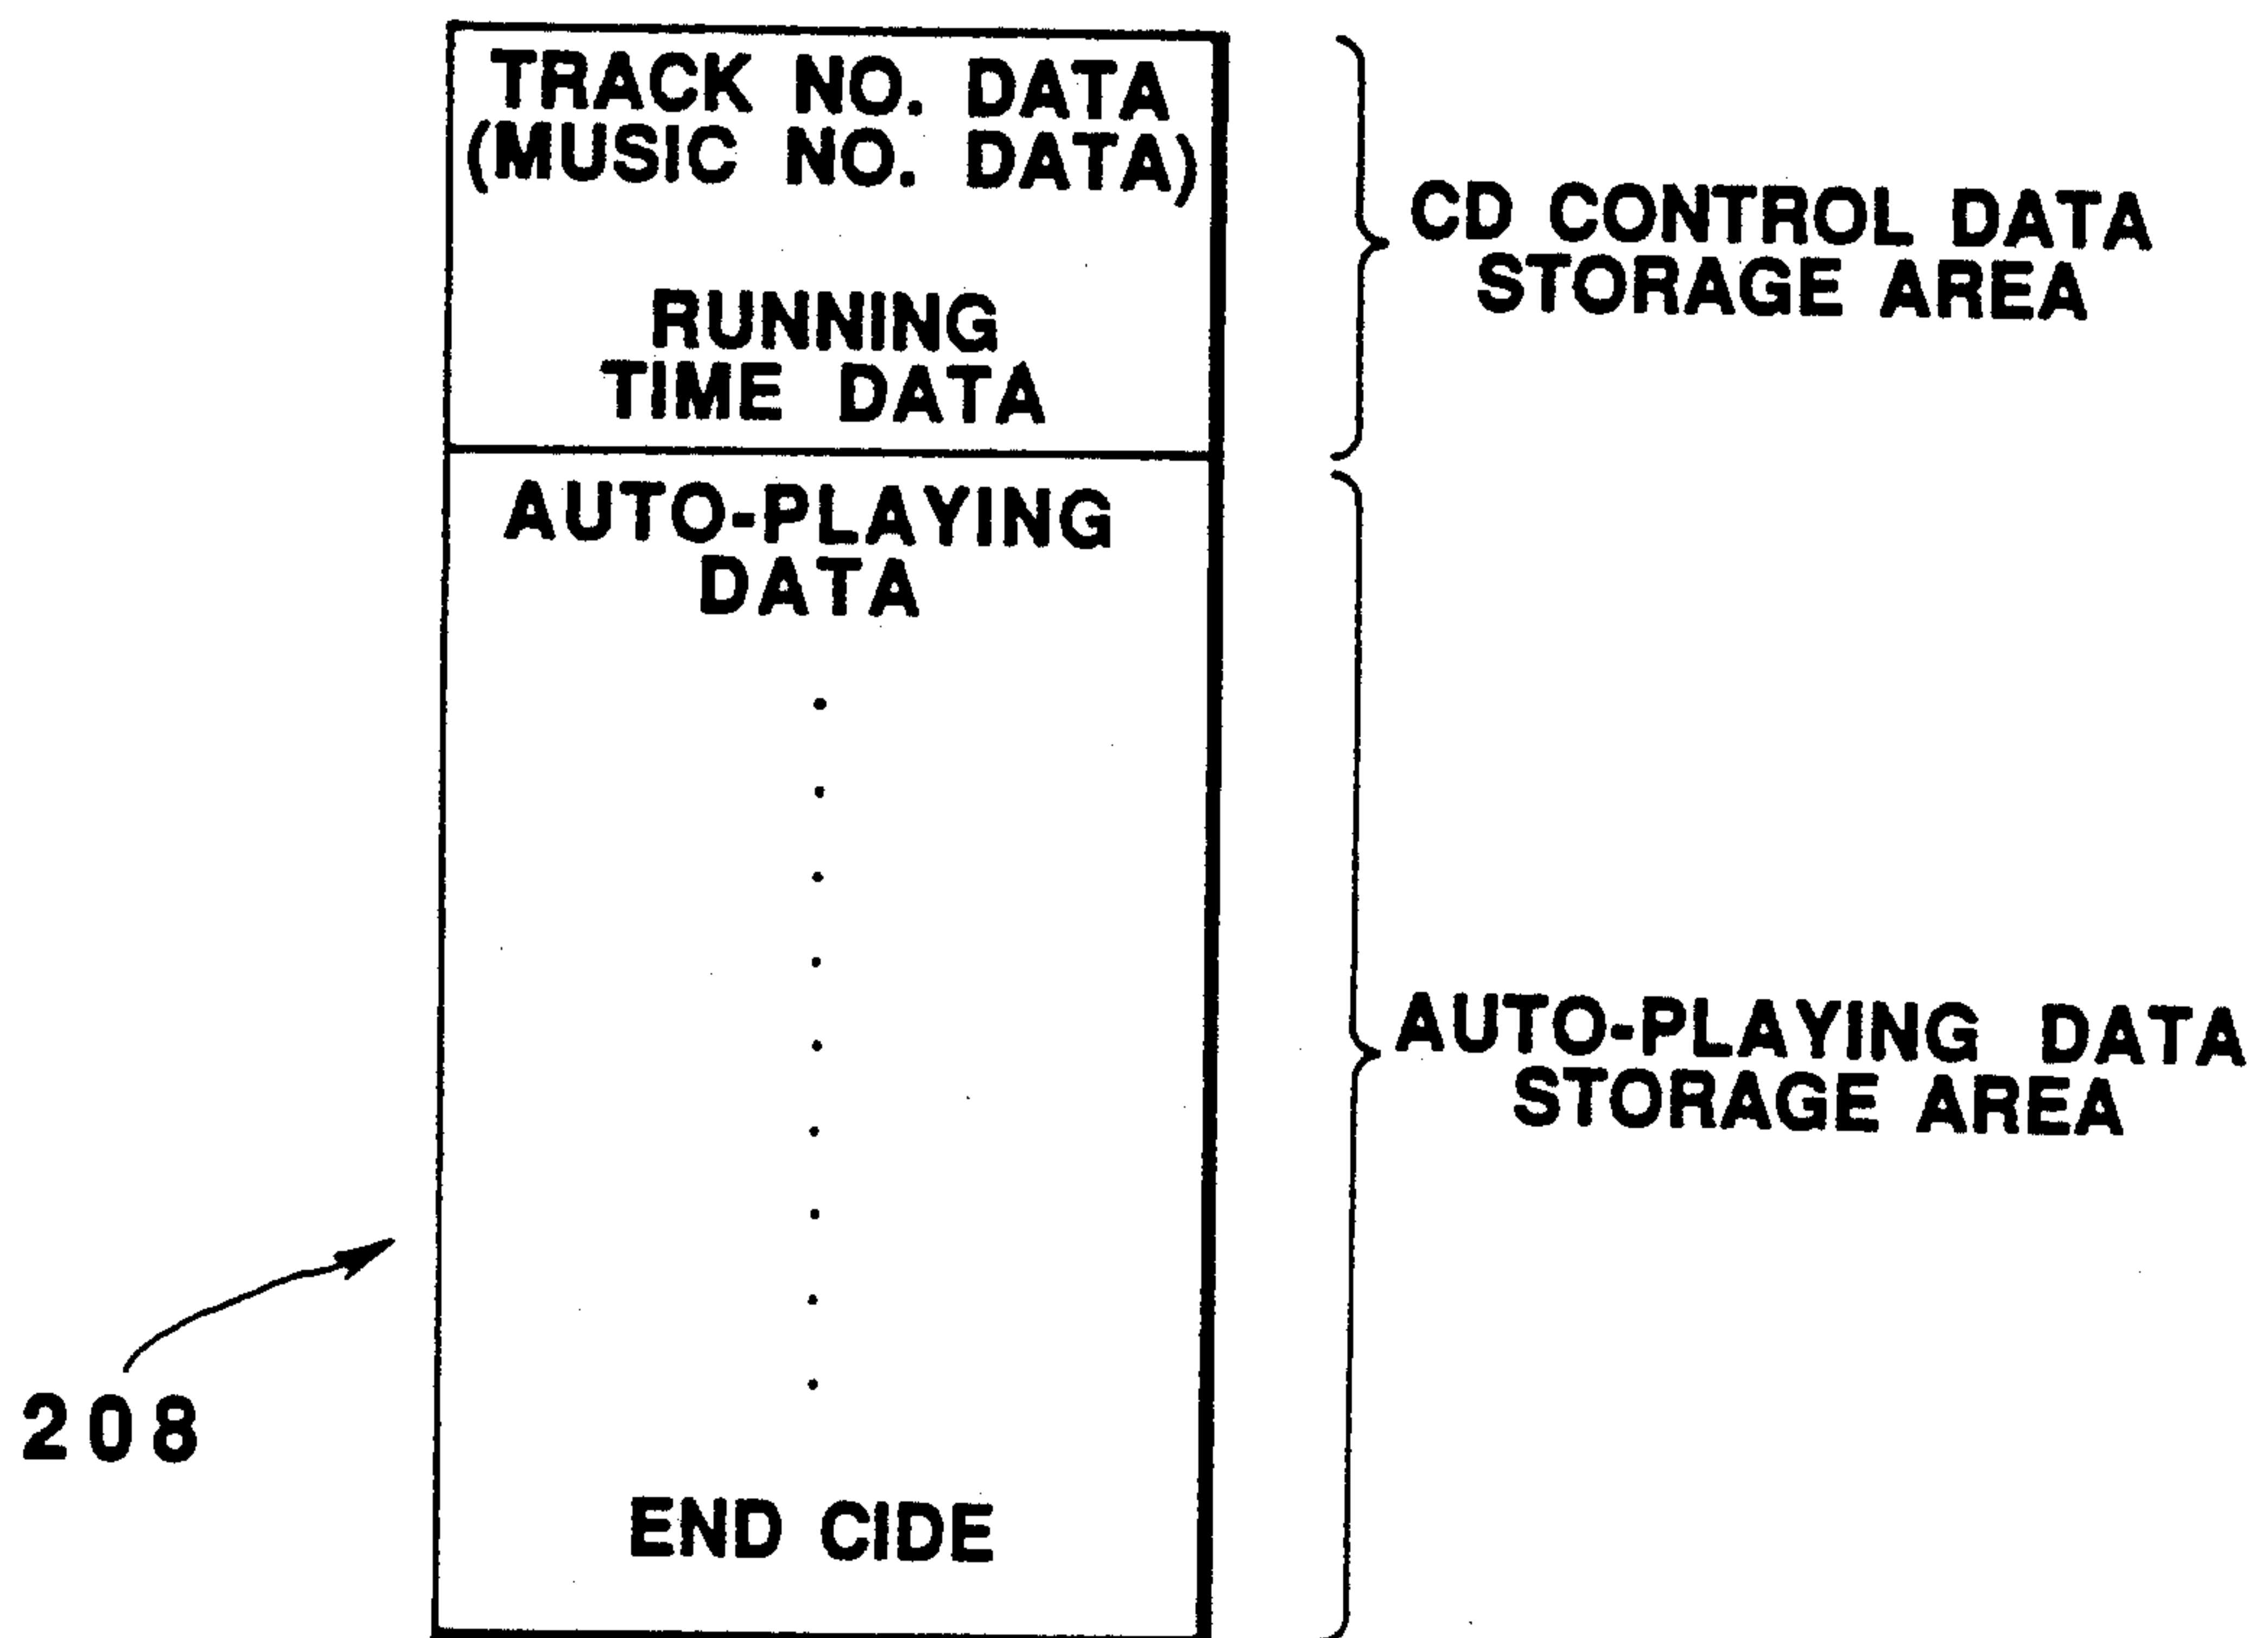 TRACK NO. DATA
(MUSIC NO. DATA)
RUNNING
TIME DATA
CD CONTROL DATA
STORAGE AREA
AUTO-PLAYING
DATA
AUTO-PLAYING DATA
STORAGE AREA
208
END CIDE